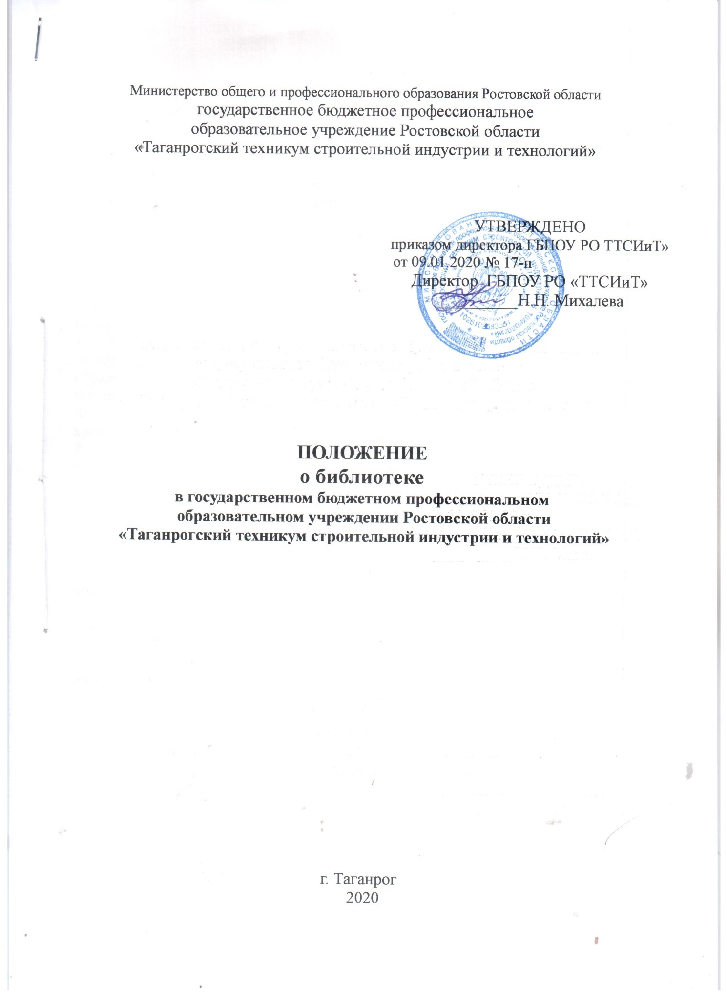 Министерство общего и профессионального образования Ростовской области
государственное бюджетное профессиональное
образовательное учреждение Ростовской области
«Таганрогский техникум строительной индустрии и технологий»
УТВЕРЖДЕНО
приказом директора ГБПОУ РО ТТСИиТ»
от 09.01.2020 № 17-п
Директор ГБПОУ РО «ТТСИиТ»
__________Н.Н. Михалева
ПОЛОЖЕНИЕ
о библиотеке
в государственном бюджетном профессиональном
образовательном учреждении Ростовской области
«Таганрогский техникум строительной индустрии и технологий»
г. Таганрог
2020